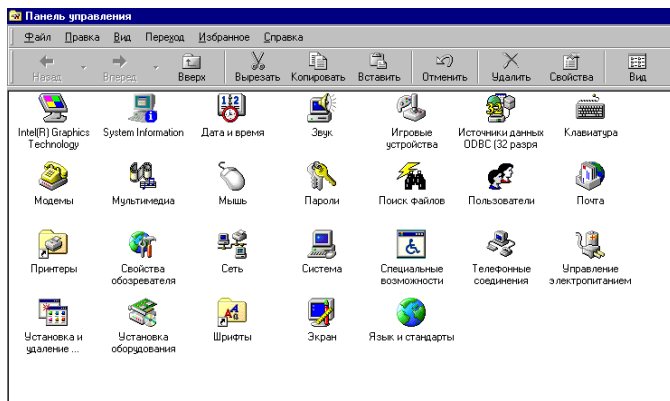 Панель управления
Файл Правка Вид Переход Избранное Справка
Назад Вперед Вверх Вырезать Копировать Вставить Отменить Удалить Свойства Вид
Intel(R) Graphics Technology
System Information
Дата и время
Звук
Игровые устройства
Источники данных ODBC (32 разря
Клавиатура
Модемы
Мультимедиа
Мышь
Пароли
Поиск файлов
Пользователи
Почта
Принтеры
Свойства обозревателя
Сеть
Система
Специальные возможности
Телефонные соединения
Управление электропитанием
Установка и удаление ...
Установка оборудования
Шрифты
Экран
Язык и стандарты